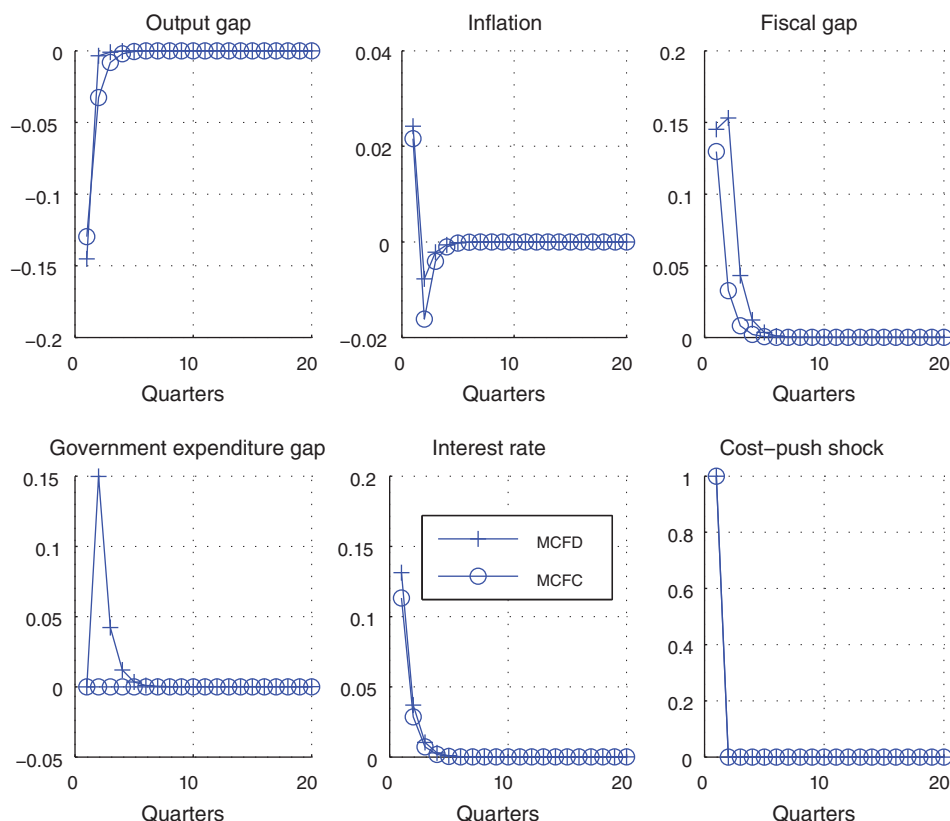 Output gap
0
−0.05
−0.1
−0.15
−0.2
0 10 20
Quarters
Inflation
0.04
0.02
0
−0.02
0 10 20
Quarters
Fiscal gap
0.2
0.15
0.1
0.05
0
0 10 20
Quarters
Government expenditure gap
0.15
0.1
0.05
0
−0.05
0 10 20
Quarters
Interest rate
0.2
0.15
0.1
0.05
0
0 10 20
Quarters
MCFD
MCFC
Cost−push shock
1
0.8
0.6
0.4
0.2
0
0 10 20
Quarters